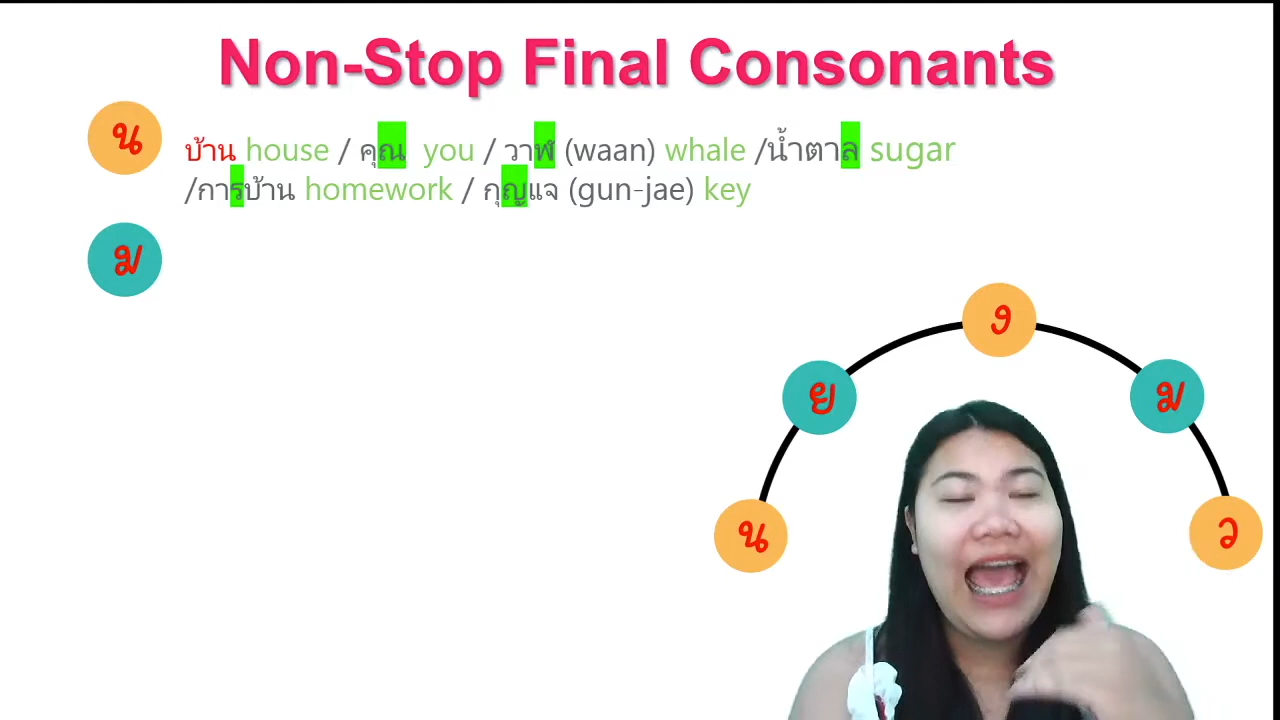 Non-Stop Final Consonants
น
บ้าน house / คุณ you / วาฬ (waan) whale /น้ำตาล sugar
/การบ้าน homework / กุญแจ (gun-jae) key
ม
ง
ย
ม
น
ว